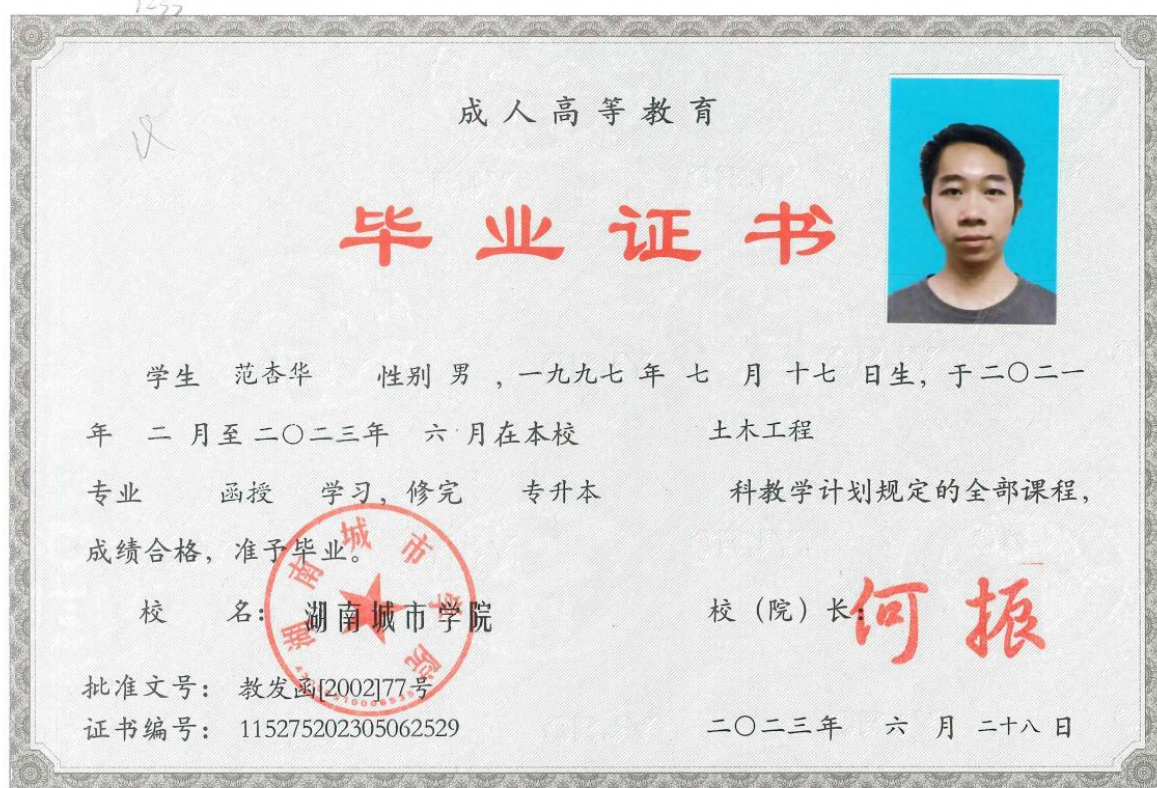 成人高等教育
毕业证书
学生 范杏华 性别 男 ，一九九七 年 七 月 十七 日生，于二〇二一
年 二 月至二〇二三年 六 月在本校 土木工程
专业 函授 学习，修完 专升本 科教学计划规定的全部课程，
成绩合格，准予毕业。
校 名： 湖南城市学院 校（院）长： 何振
湖南城市学院
批准文号： 教发函[2002]77号
证书编号： 115275202305062529 二〇二三年 六 月 二十八 日